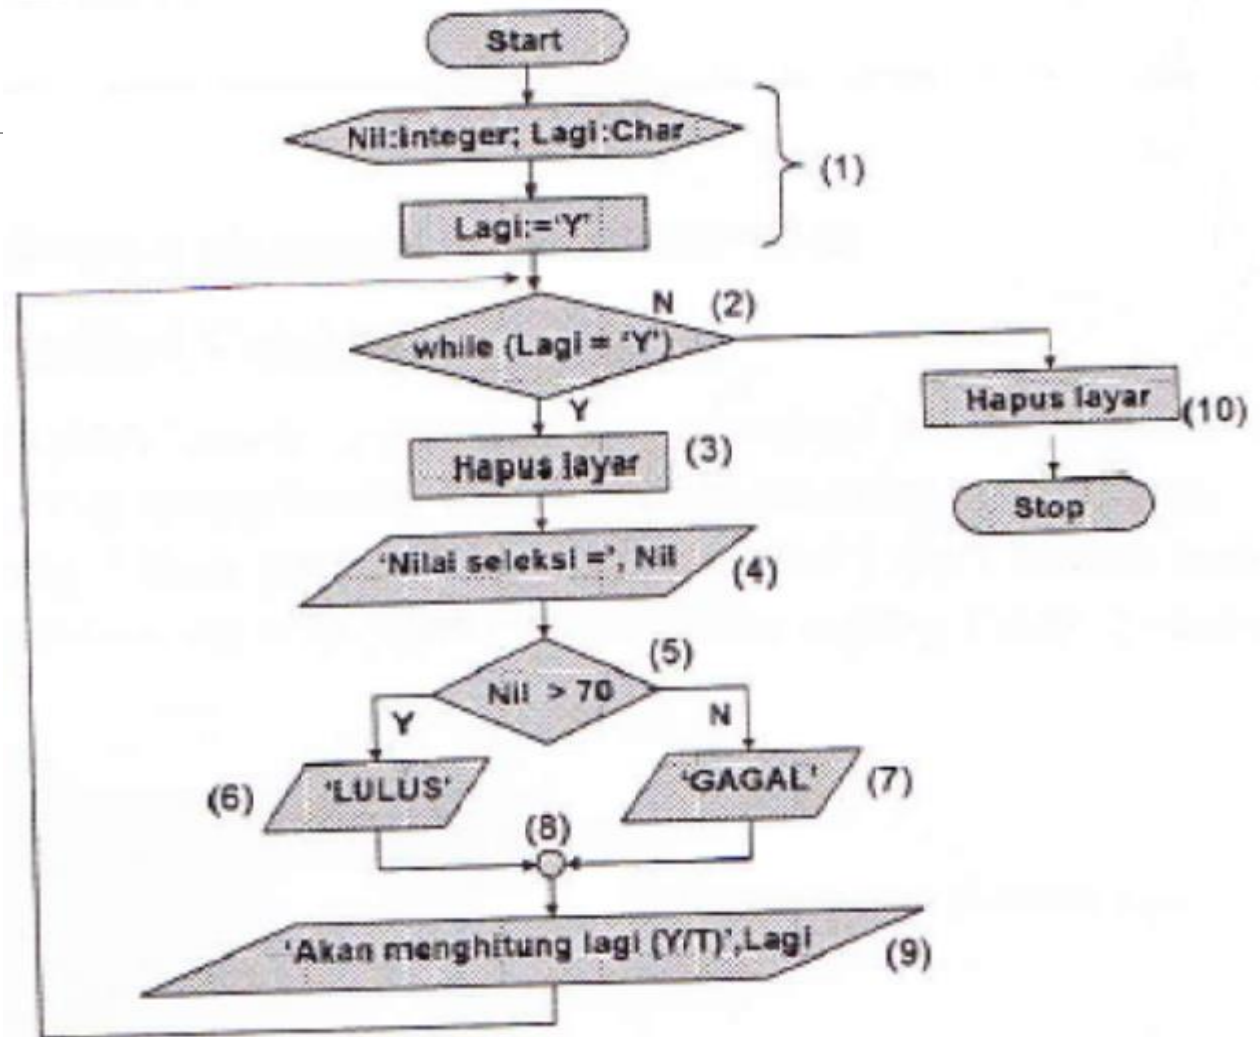 Start
Nil:Integer; Lagi:Char
(1)
Lagi:='Y'
N (2)
while (Lagi = 'Y')
Y
Hapus layar
(10)
Hapus layar (3)
Stop
'Nilai seleksi =', Nil (4)
(5)
Nil > 70
Y
N
(6) 'LULUS'
'GAGAL' (7)
(8)
'Akan menghitung lagi (Y/T)',Lagi (9)